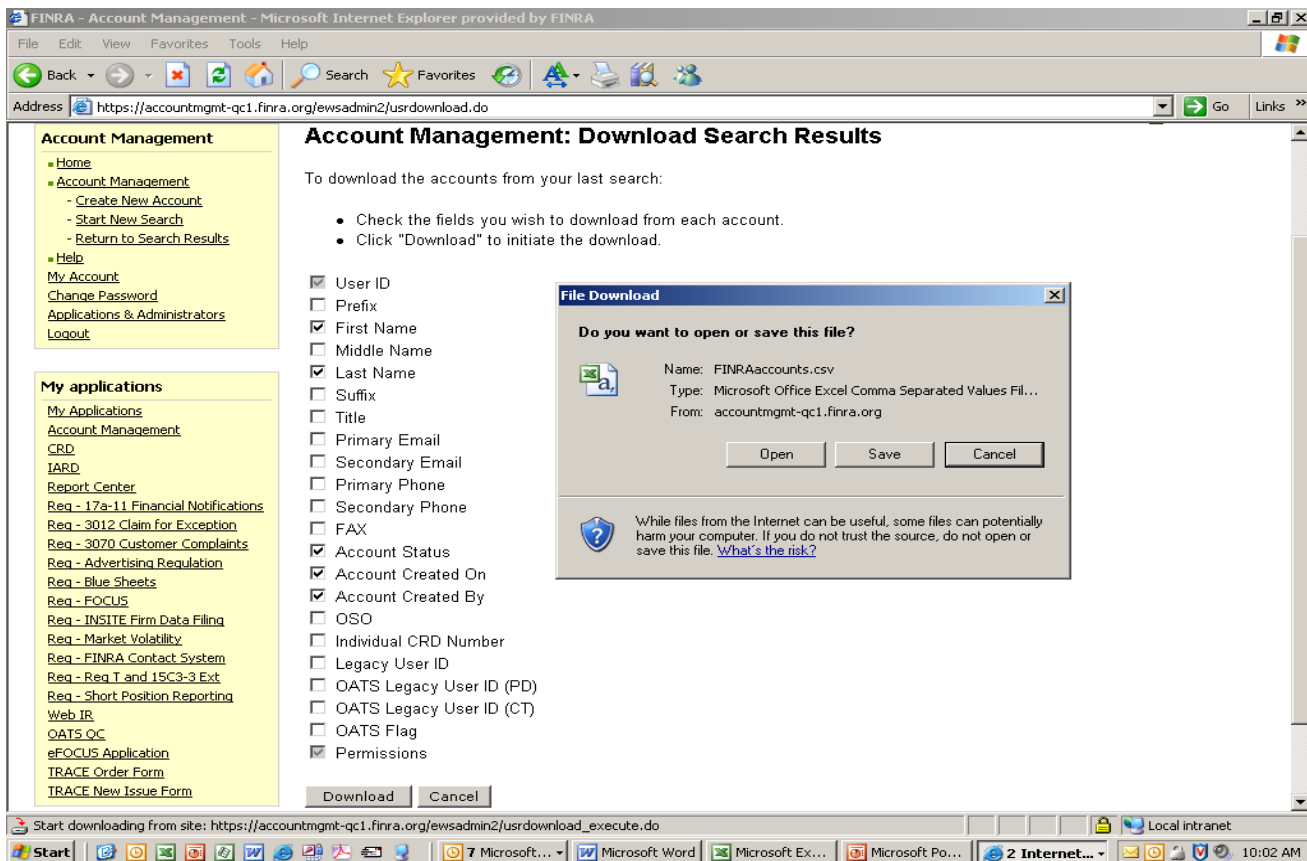 FINRA - Account Management - Microsoft Internet Explorer provided by FINRA
File Edit View Favorites Tools Help
Back Search Favorites
Address https://accountmgmt-qc1.finra.org/ewsadmin2/usrdownload.do Go Links »
Account Management
Home
Account Management
- Create New Account
- Start New Search
- Return to Search Results
Help
My Account
Change Password
Applications & Administrators
Logout
My applications
My Applications
Account Management
CRD
IARD
Report Center
Reg - 17a-11 Financial Notifications
Reg - 3012 Claim for Exception
Reg - 3070 Customer Complaints
Reg - Advertising Regulation
Reg - Blue Sheets
Reg - FOCUS
Reg - INSITE Firm Data Filing
Reg - Market Volatility
Reg - FINRA Contact System
Reg - Reg T and 15C3-3 Ext
Reg - Short Position Reporting
Web IR
OATS QC
eFOCUS Application
TRACE Order Form
TRACE New Issue Form
Account Management: Download Search Results
To download the accounts from your last search:
• Check the fields you wish to download from each account.
• Click "Download" to initiate the download.
User ID
Prefix
First Name
Middle Name
Last Name
Suffix
Title
Primary Email
Secondary Email
Primary Phone
Secondary Phone
FAX
Account Status
Account Created On
Account Created By
OSO
Individual CRD Number
Legacy User ID
OATS Legacy User ID (PD)
OATS Legacy User ID (CT)
OATS Flag
Permissions
Download Cancel
File Download
Do you want to open or save this file?
Name: FINRAaccounts.csv
Type: Microsoft Office Excel Comma Separated Values Fil...
From: accountmgmt-qc1.finra.org
Open Save Cancel
While files from the Internet can be useful, some files can potentially
harm your computer. If you do not trust the source, do not open or
save this file. What's the risk?
Start downloading from site: https://accountmgmt-qc1.finra.org/ewsadmin2/usrdownload_execute.do Local intranet
Start 7 Microsoft... Microsoft Word Microsoft Ex... Microsoft Po... 2 Internet... 10:02 AM